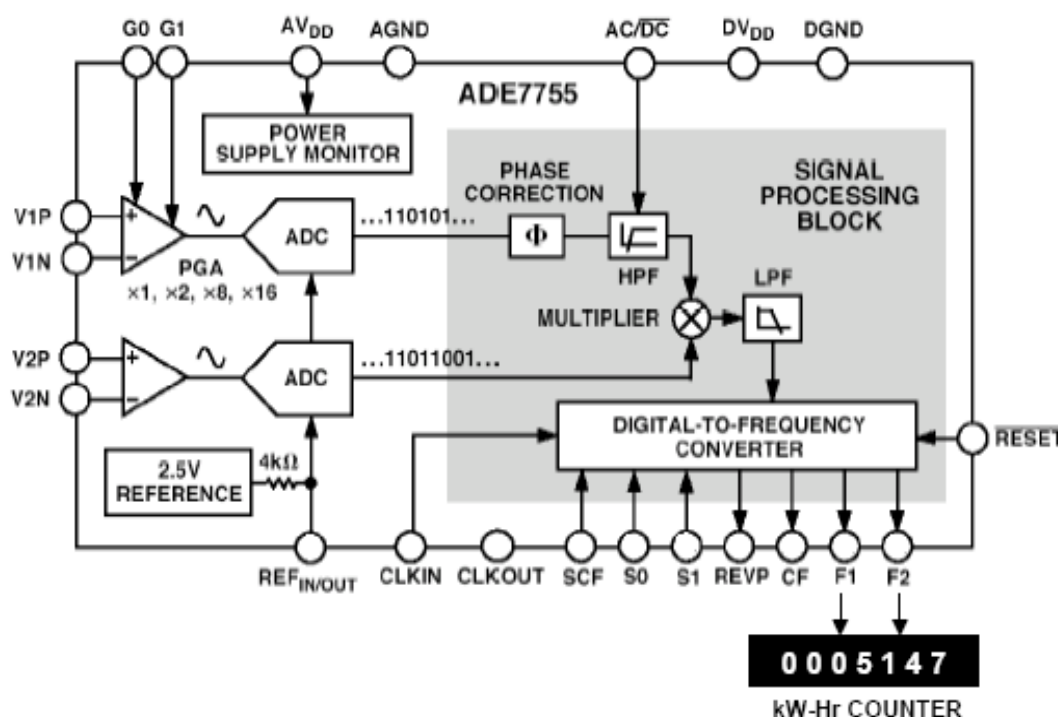 G0 G1 AVDD AGND AC/DC DVDD DGND
ADE7755
POWER
SUPPLY MONITOR
PHASE
CORRECTION
SIGNAL
PROCESSING
BLOCK
V1P
V1N
+
−
ADC
...110101...
Φ
HPF
PGA
×1, ×2, ×8, ×16
LPF
MULTIPLIER
V2P
V2N
+
−
ADC
...11011001...
DIGITAL-TO-FREQUENCY
CONVERTER
RESET
2.5V
REFERENCE
4kΩ
REFIN/OUT CLKIN CLKOUT SCF S0 S1 REVP CF F1 F2
0005147
kW-Hr COUNTER